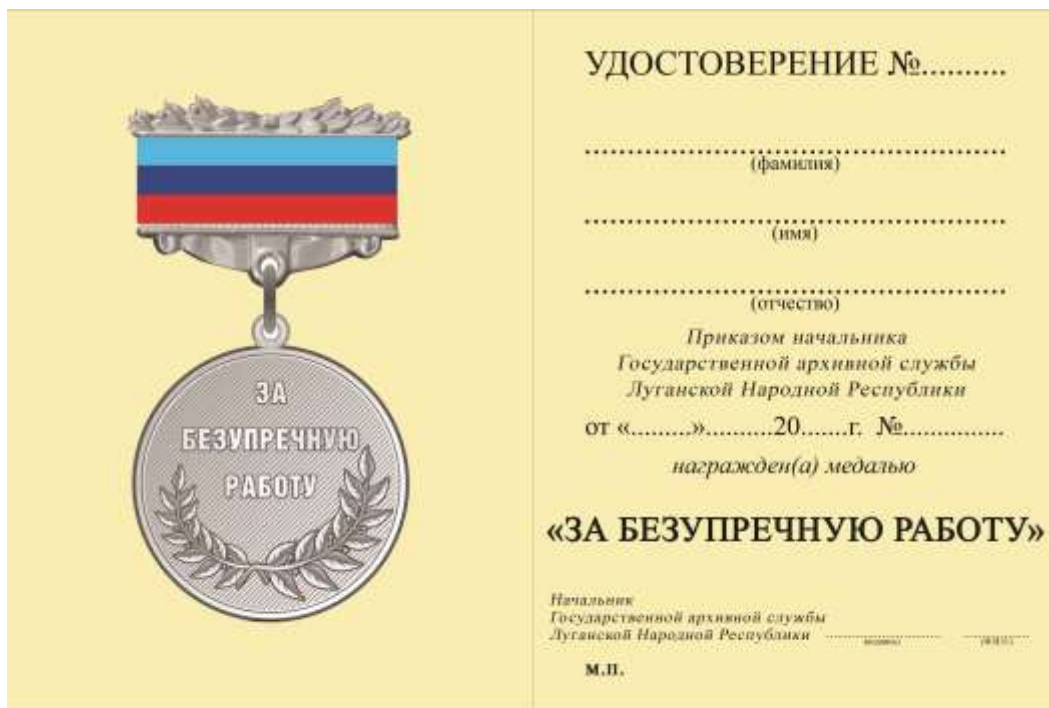 ЗА
БЕЗУПРЕЧНУЮ
РАБОТУ
УДОСТОВЕРЕНИЕ №..........
(фамилия)
(имя)
(отчество)
Приказом начальника
Государственной архивной службы
Луганской Народной Республики
от «.........»..........20.......г. №...............
награжден(а) медалью
«ЗА БЕЗУПРЕЧНУЮ РАБОТУ»
Начальник
Государственной архивной службы
Луганской Народной Республики
М.П.